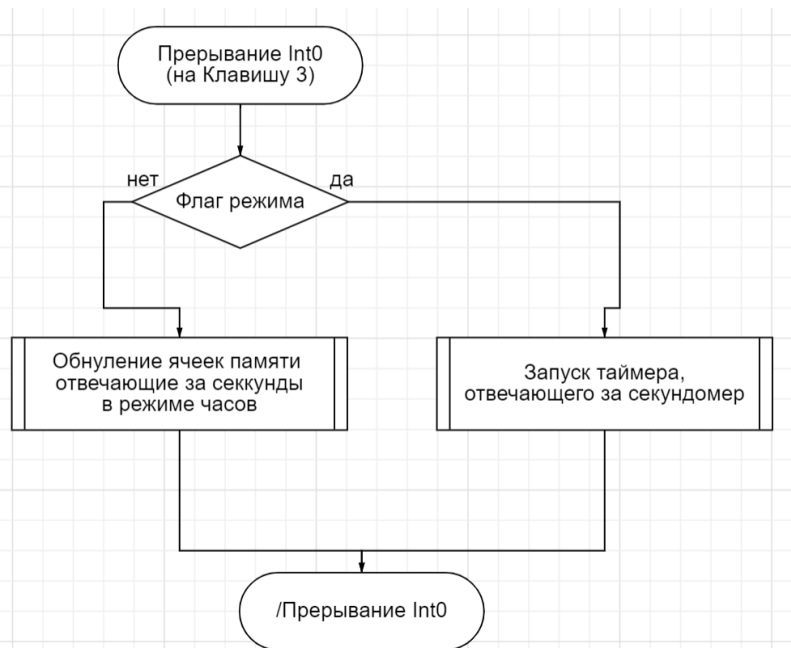 Прерывание Int0
(на Клавишу 3)
нет
да
Флаг режима
Обнуление ячеек памяти
отвечающие за секкунды
в режиме часов
Запуск таймера,
отвечающего за секундомер
/Прерывание Int0